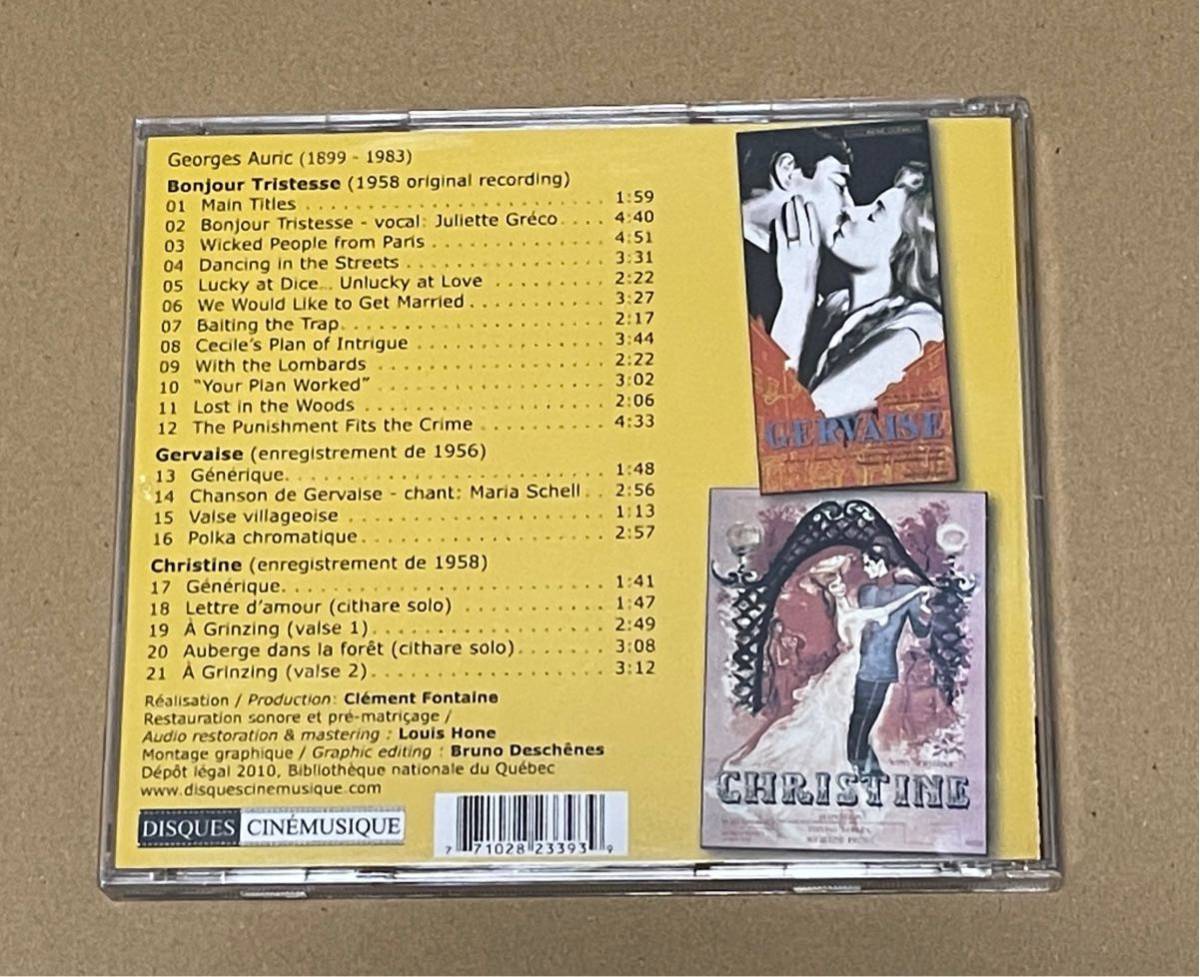 Georges Auric (1899 - 1983)
Bonjour Tristesse (1958 original recording)
01 Main Titles . . . . 1:59
02 Bonjour Tristesse - vocal: Juliette Gréco . . . . 4:40
03 Wicked People from Paris . . . . 4:51
04 Dancing in the Streets . . . . 3:31
05 Lucky at Dice... Unlucky at Love . . . . 2:22
06 We Would Like to Get Married . . . . 3:27
07 Baiting the Trap . . . . 2:17
08 Cecile's Plan of Intrigue . . . . 3:44
09 With the Lombards . . . . 2:22
10 "Your Plan Worked" . . . . 3:02
11 Lost in the Woods . . . . 2:06
12 The Punishment Fits the Crime . . . . 4:33
Gervaise (enregistrement de 1956)
13 Générique . . . . 1:48
14 Chanson de Gervaise - chant: Maria Schell . . 2:56
15 Valse villageoise . . . . 1:13
16 Polka chromatique . . . . 2:57
Christine (enregistrement de 1958)
17 Générique . . . . 1:41
18 Lettre d'amour (cithare solo) . . . . 1:47
19 À Grinzing (valse 1) . . . . 2:49
20 Auberge dans la forêt (cithare solo) . . . . 3:08
21 À Grinzing (valse 2) . . . . 3:12
Réalisation / Production: Clément Fontaine
Restauration sonore et pré-matriçage /
Audio restoration & mastering : Louis Hone
Montage graphique / Graphic editing : Bruno Deschênes
Dépôt légal 2010, Bibliothèque nationale du Québec
www.disquescinemusique.com
DISQUES CINÉMUSIQUE
7 71028 23393 9
GERVAISE
CHRISTINE